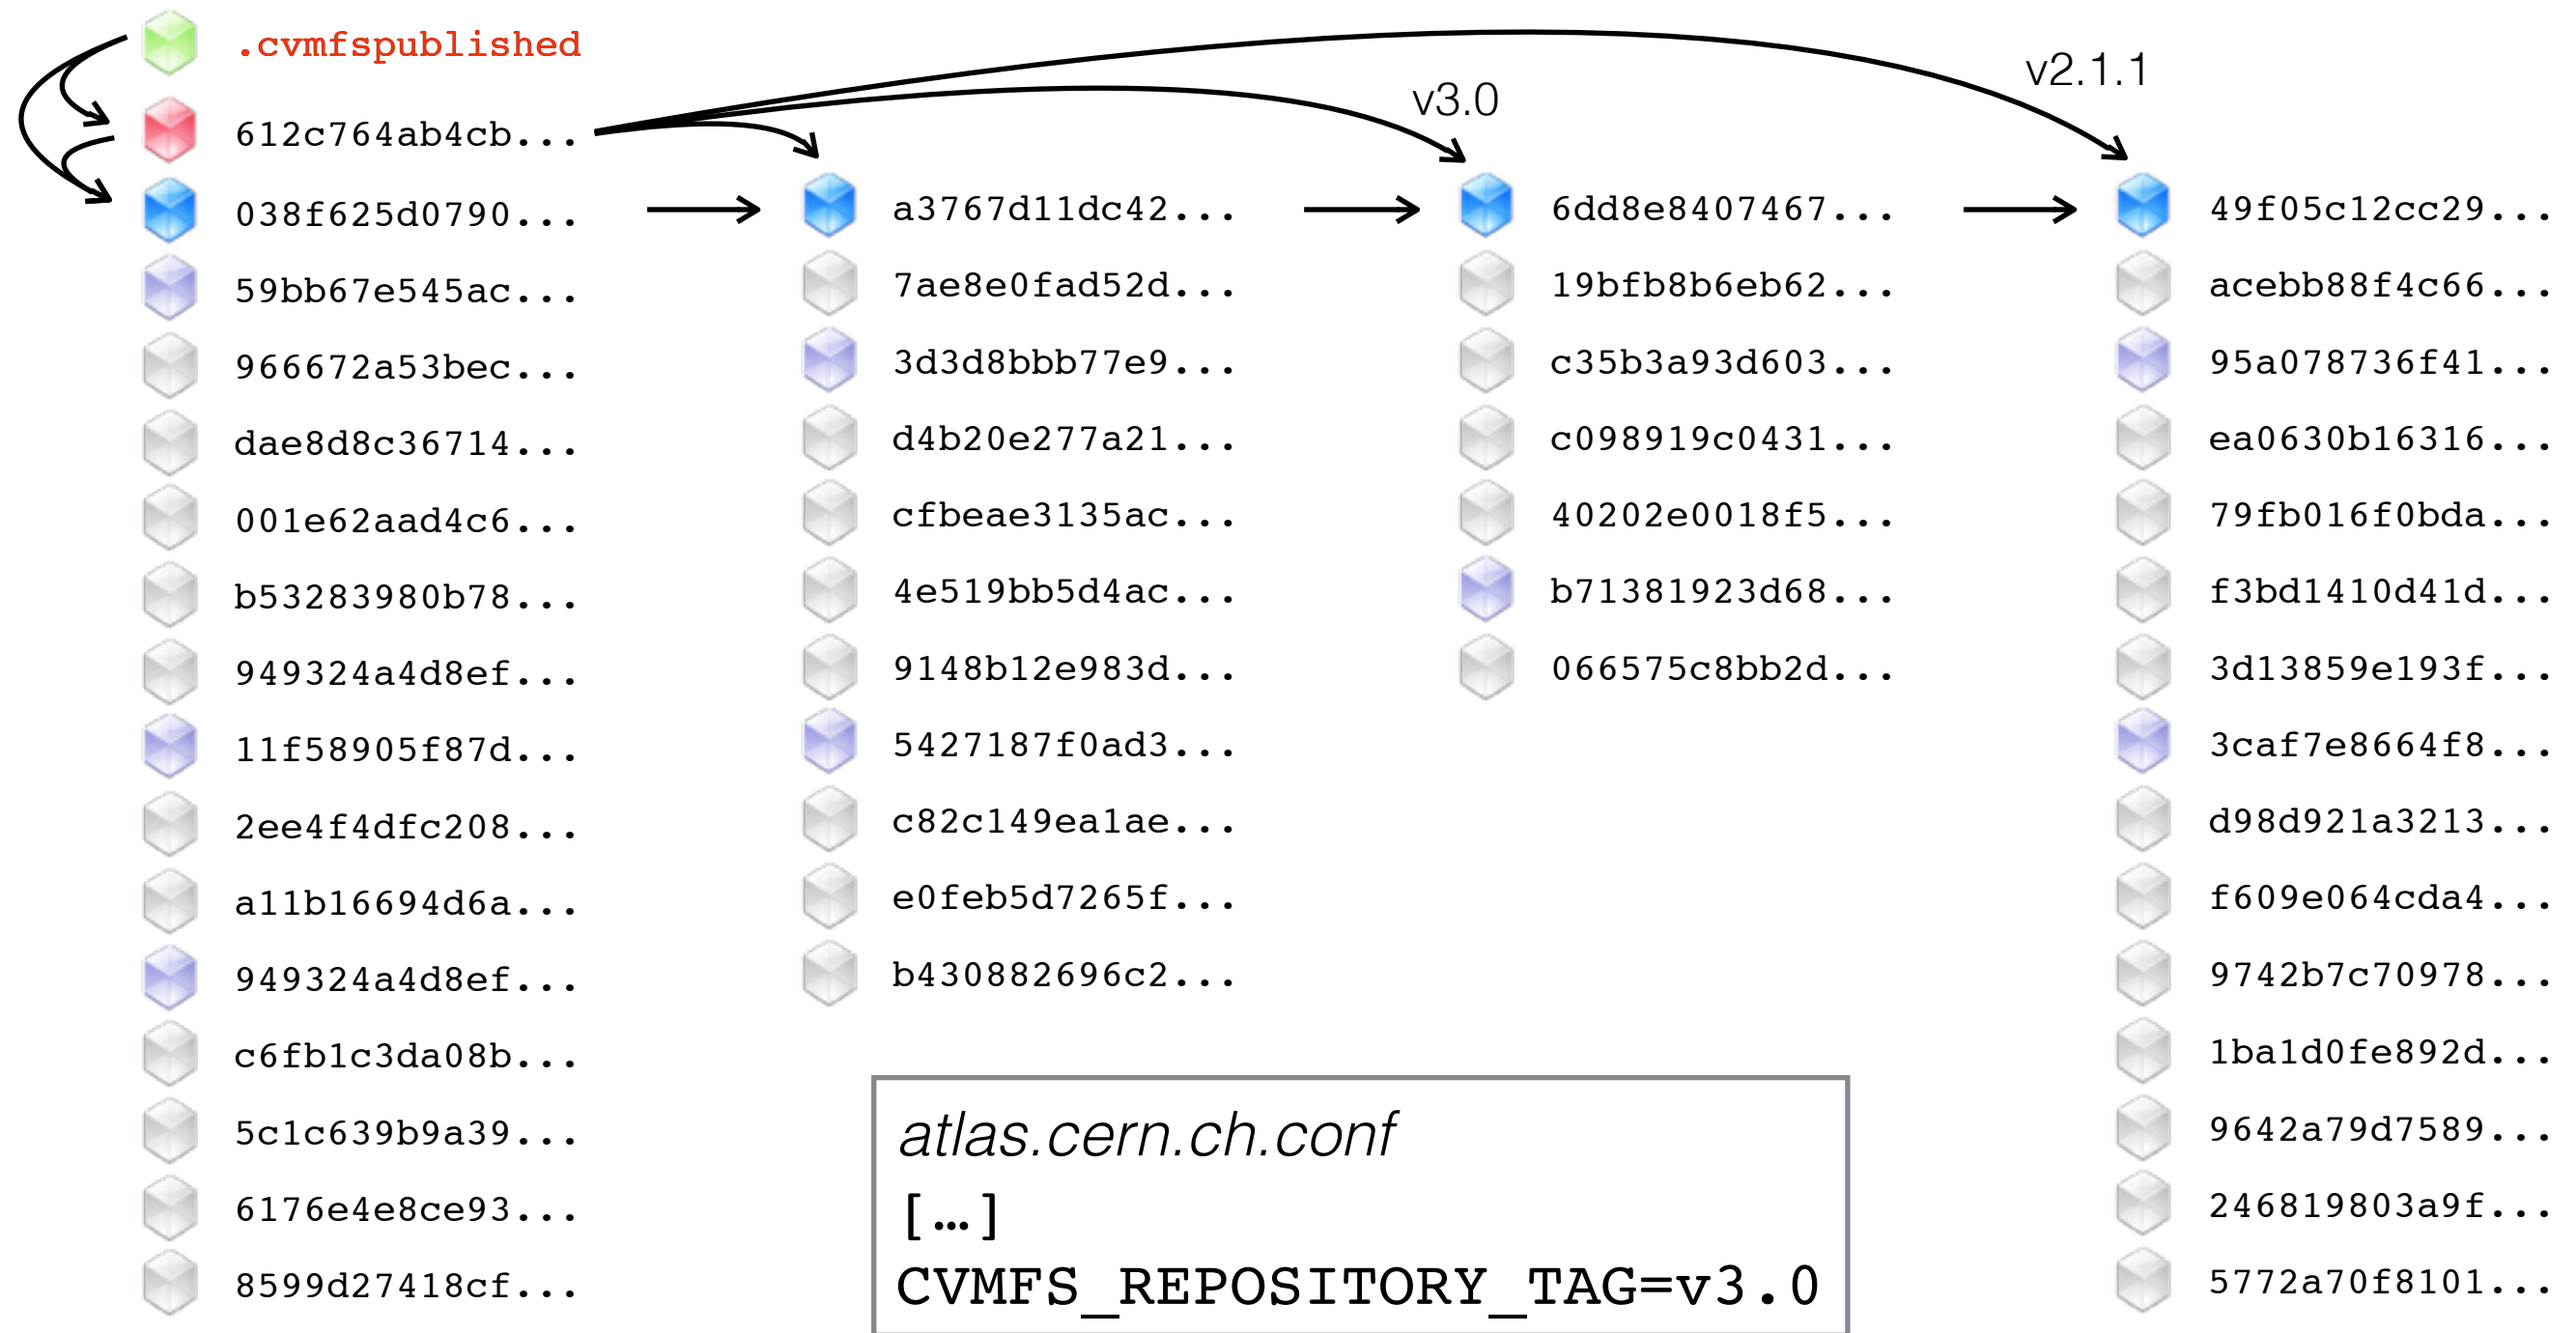 .cvmfspublished
612c764ab4cb...
038f625d0790...
59bb67e545ac...
966672a53bec...
dae8d8c36714...
001e62aad4c6...
b53283980b78...
949324a4d8ef...
11f58905f87d...
2ee4f4dfc208...
a11b16694d6a...
949324a4d8ef...
c6fb1c3da08b...
5c1c639b9a39...
6176e4e8ce93...
8599d27418cf...
a3767d11dc42...
7ae8e0fad52d...
3d3d8bbb77e9...
d4b20e277a21...
cfbeae3135ac...
4e519bb5d4ac...
9148b12e983d...
5427187f0ad3...
c82c149ea1ae...
e0feb5d7265f...
b430882696c2...
v3.0
6dd8e8407467...
19bfb8b6eb62...
c35b3a93d603...
c098919c0431...
40202e0018f5...
b71381923d68...
066575c8bb2d...
v2.1.1
49f05c12cc29...
acebb88f4c66...
95a078736f41...
ea0630b16316...
79fb016f0bda...
f3bd1410d41d...
3d13859e193f...
3caf7e8664f8...
d98d921a3213...
f609e064cda4...
9742b7c70978...
1ba1d0fe892d...
9642a79d7589...
246819803a9f...
5772a70f8101...
atlas.cern.ch.conf
[…]
CVMFS_REPOSITORY_TAG=v3.0